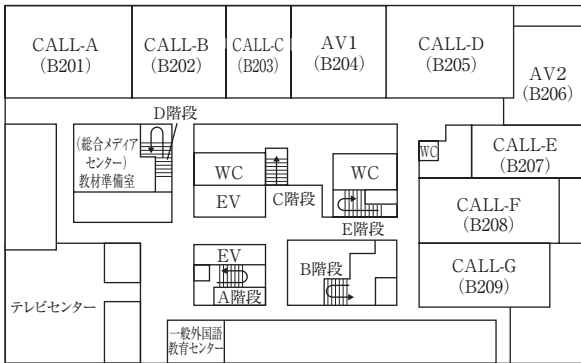 CALL-A
(B201)
CALL-B
(B202)
CALL-C
(B203)
AV1
(B204)
CALL-D
(B205)
AV2
(B206)
D階段
(総合メディア
センター)
教材準備室
WC
EV
C階段
WC
E階段
WC
CALL-E
(B207)
CALL-F
(B208)
CALL-G
(B209)
EV
A階段
B階段
テレビセンター
一般外国語
教育センター